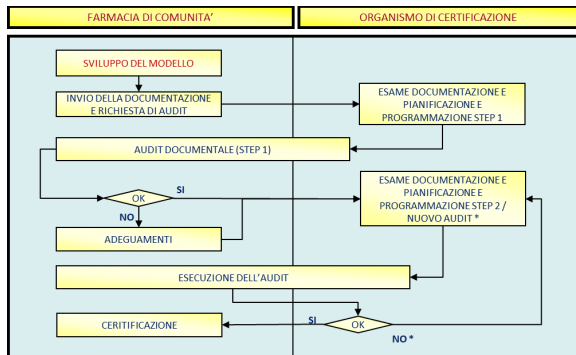 FARMACIA DI COMUNITA'
ORGANISMO DI CERTIFICAZIONE
SVILUPPO DEL MODELLO
INVIO DELLA DOCUMENTAZIONE
E RICHIESTA DI AUDIT
ESAME DOCUMENTAZIONE E
PIANIFICAZIONE E
PROGRAMMAZIONE STEP 1
AUDIT DOCUMENTALE (STEP 1)
OK
SI
NO
ADEGUAMENTI
ESAME DOCUMENTAZIONE E
PIANIFICAZIONE E
PROGRAMMAZIONE STEP 2 /
NUOVO AUDIT *
ESECUZIONE DELL'AUDIT
CERITIFICAZIONE
SI
OK
NO *